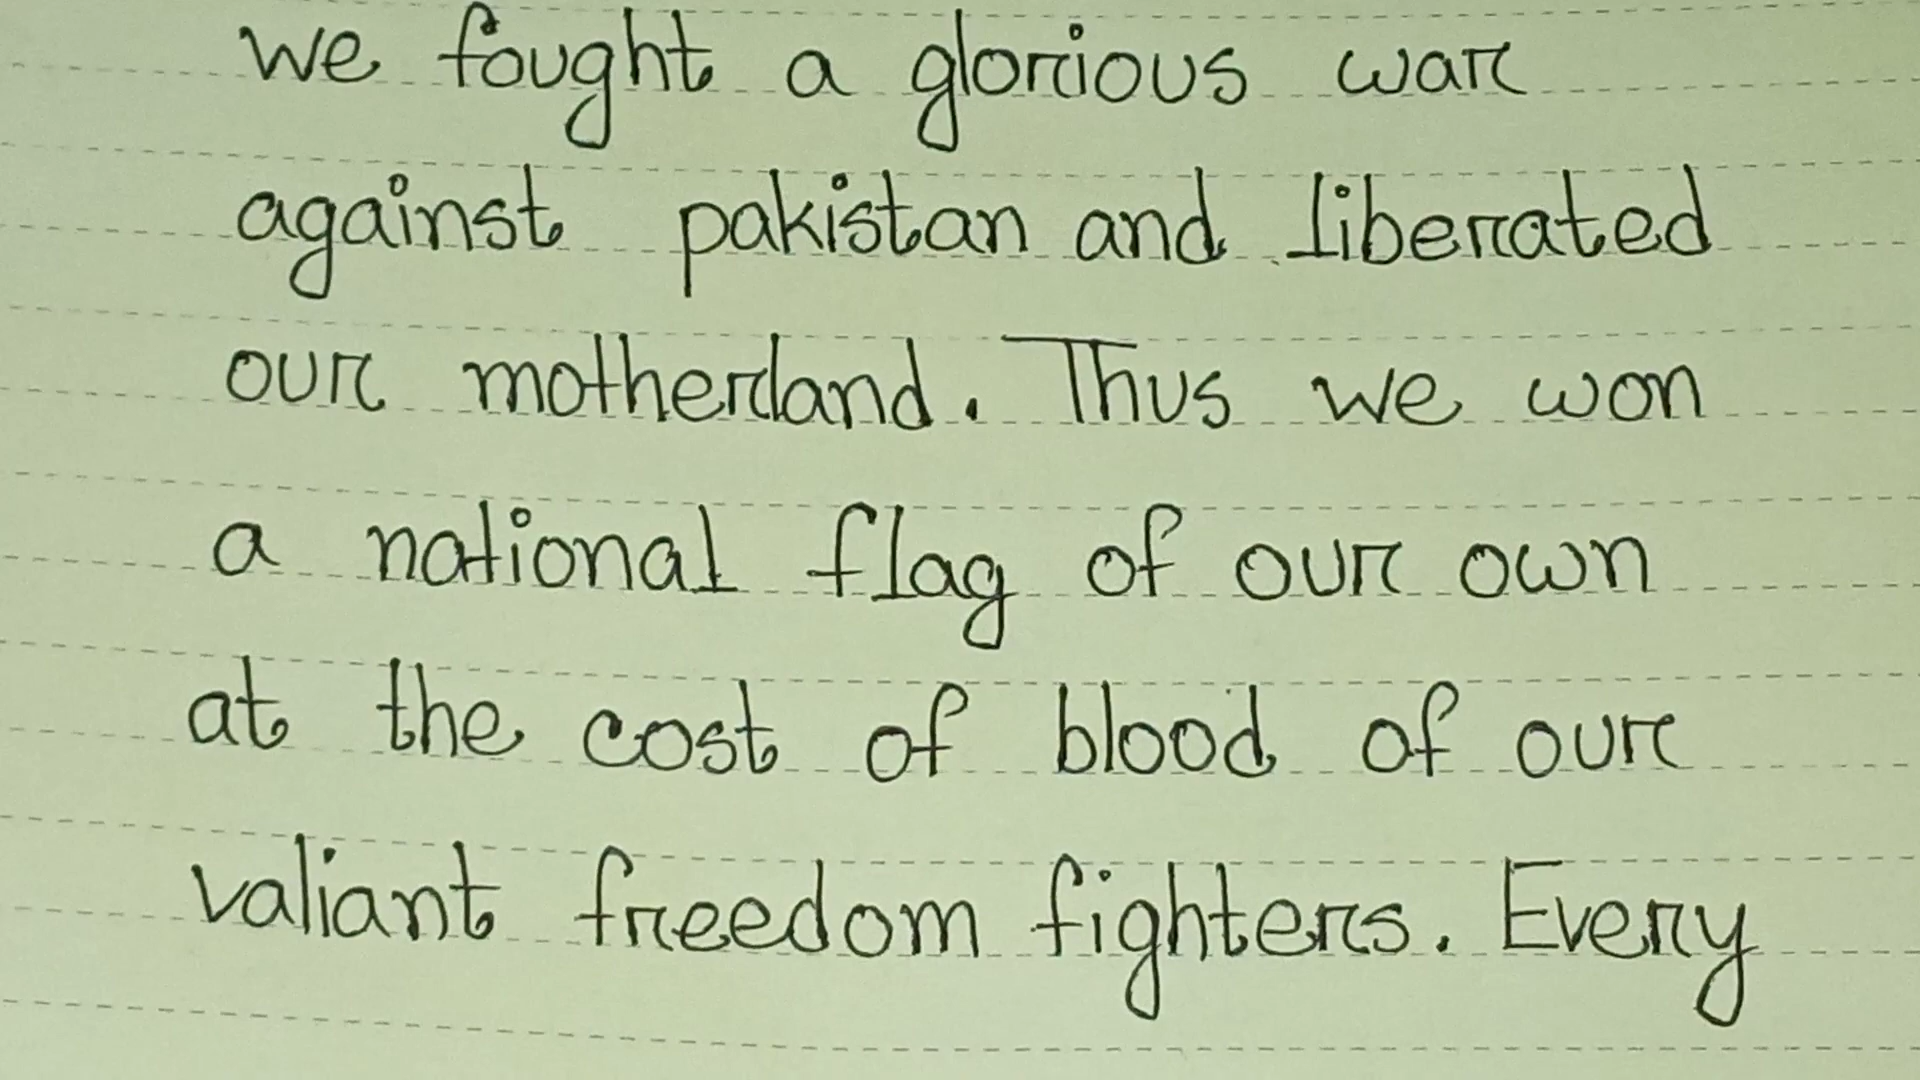 we fought a glorious war
against pakistan and liberated
our motherland. Thus we won
a national flag of our own
at the cost of blood of our
valiant freedom fighters. Every